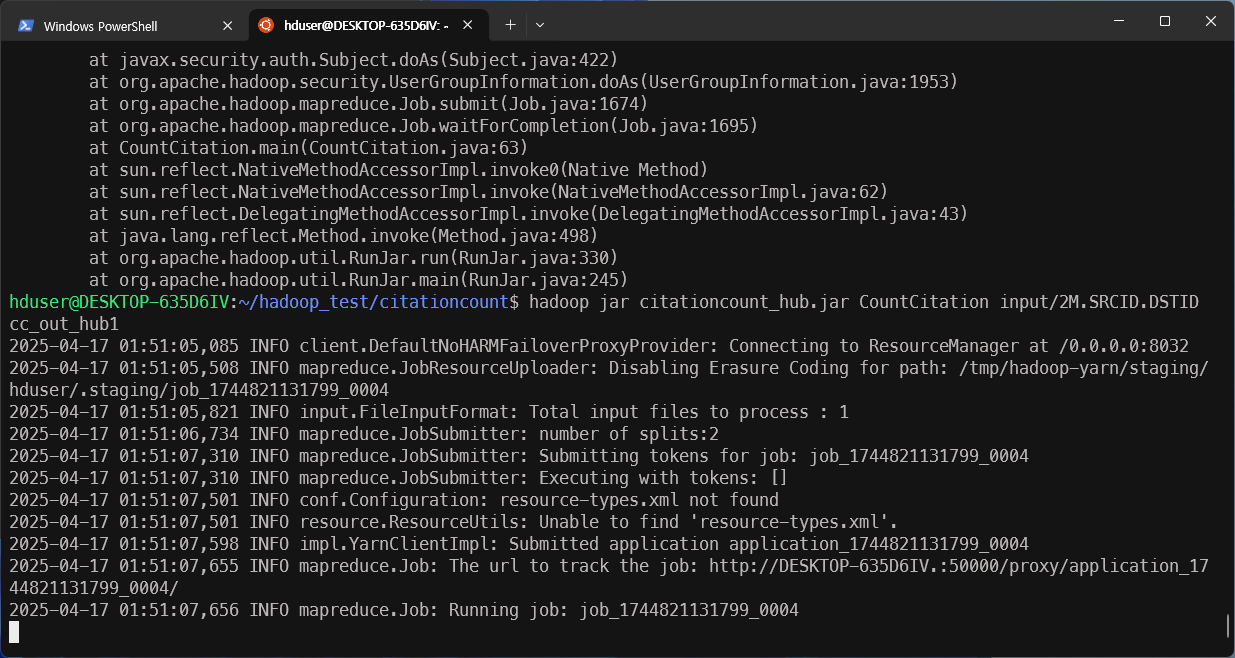 Windows PowerShell
hduser@DESKTOP-635D6IV: ~
at javax.security.auth.Subject.doAs(Subject.java:422)
at org.apache.hadoop.security.UserGroupInformation.doAs(UserGroupInformation.java:1953)
at org.apache.hadoop.mapreduce.Job.submit(Job.java:1674)
at org.apache.hadoop.mapreduce.Job.waitForCompletion(Job.java:1695)
at CountCitation.main(CountCitation.java:63)
at sun.reflect.NativeMethodAccessorImpl.invoke0(Native Method)
at sun.reflect.NativeMethodAccessorImpl.invoke(NativeMethodAccessorImpl.java:62)
at sun.reflect.DelegatingMethodAccessorImpl.invoke(DelegatingMethodAccessorImpl.java:43)
at java.lang.reflect.Method.invoke(Method.java:498)
at org.apache.hadoop.util.RunJar.run(RunJar.java:330)
at org.apache.hadoop.util.RunJar.main(RunJar.java:245)
hduser@DESKTOP-635D6IV:~/hadoop_test/citationcount$ hadoop jar citationcount_hub.jar CountCitation input/2M.SRCID.DSTID
cc_out_hub1
2025-04-17 01:51:05,085 INFO client.DefaultNoHARMFailoverProxyProvider: Connecting to ResourceManager at /0.0.0.0:8032
2025-04-17 01:51:05,508 INFO mapreduce.JobResourceUploader: Disabling Erasure Coding for path: /tmp/hadoop-yarn/staging/
hduser/.staging/job_1744821131799_0004
2025-04-17 01:51:05,821 INFO input.FileInputFormat: Total input files to process : 1
2025-04-17 01:51:06,734 INFO mapreduce.JobSubmitter: number of splits:2
2025-04-17 01:51:07,310 INFO mapreduce.JobSubmitter: Submitting tokens for job: job_1744821131799_0004
2025-04-17 01:51:07,310 INFO mapreduce.JobSubmitter: Executing with tokens: []
2025-04-17 01:51:07,501 INFO conf.Configuration: resource-types.xml not found
2025-04-17 01:51:07,501 INFO resource.ResourceUtils: Unable to find 'resource-types.xml'.
2025-04-17 01:51:07,598 INFO impl.YarnClientImpl: Submitted application application_1744821131799_0004
2025-04-17 01:51:07,655 INFO mapreduce.Job: The url to track the job: http://DESKTOP-635D6IV.:50000/proxy/application_17
44821131799_0004/
2025-04-17 01:51:07,656 INFO mapreduce.Job: Running job: job_1744821131799_0004